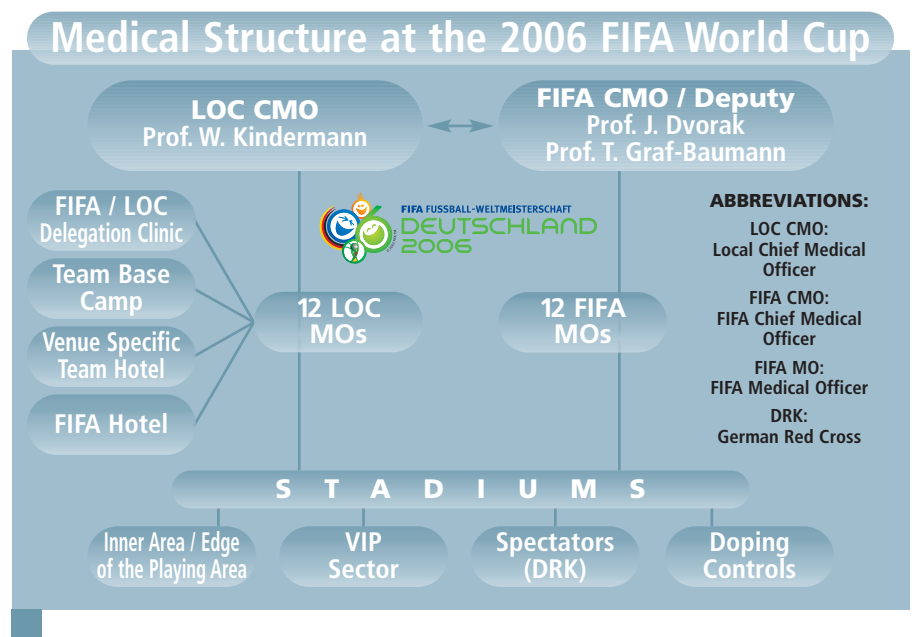 Medical Structure at the 2006 FIFA World Cup
LOC CMO
Prof. W. Kindermann
FIFA CMO / Deputy
Prof. J. Dvorak
Prof. T. Graf-Baumann
FIFA / LOC
Delegation Clinic
Team Base
Camp
Venue Specific
Team Hotel
FIFA Hotel
FIFA FUSSBALL-WELTMEISTERSCHAFT
DEUTSCHLAND
2006
12 LOC
MOs
12 FIFA
MOs
ABBREVIATIONS:
LOC CMO:
Local Chief Medical
Officer
FIFA CMO:
FIFA Chief Medical
Officer
FIFA MO:
FIFA Medical Officer
DRK:
German Red Cross
STADIUMS
Inner Area / Edge
of the Playing Area
VIP
Sector
Spectators
(DRK)
Doping
Controls